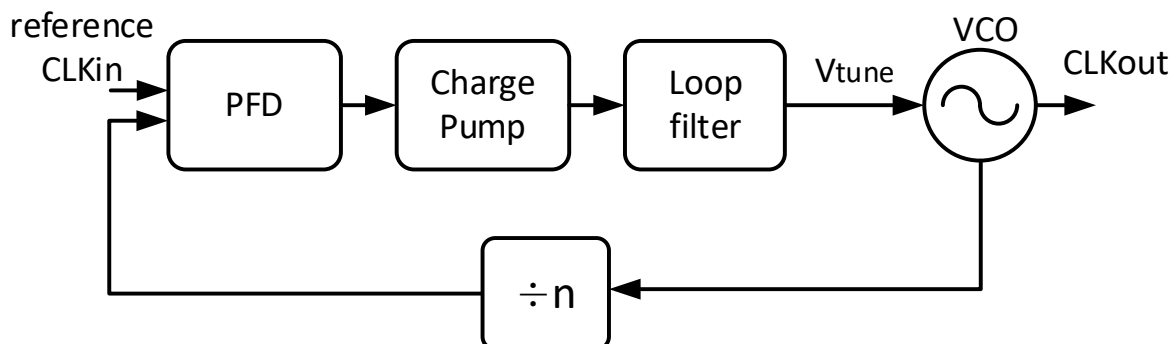 reference
CLKin
PFD
Charge
Pump
Loop
filter
Vtune
VCO
CLKout
÷n